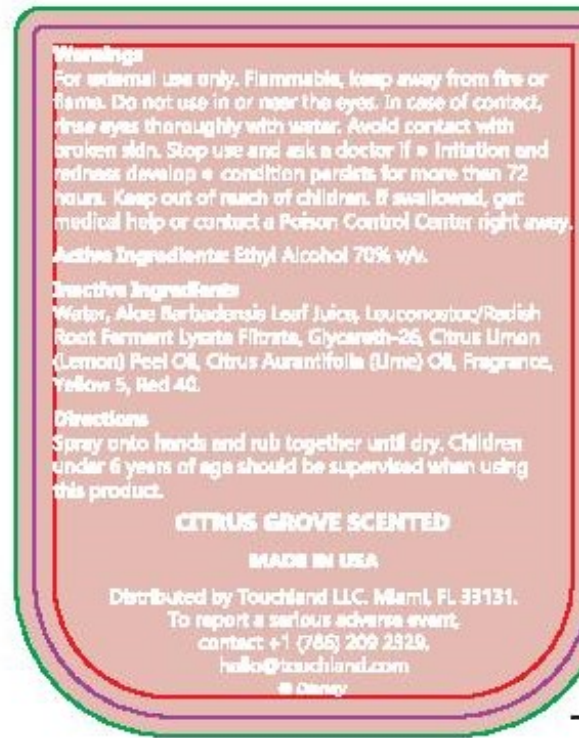 Warnings
For external use only. Flammable, keep away from fire or
flame. Do not use in or near the eyes. In case of contact,
rinse eyes thoroughly with water. Avoid contact with
broken skin. Stop use and ask a doctor if • irritation and
redness develop • condition persists for more than 72
hours. Keep out of reach of children. If swallowed, get
medical help or contact a Poison Control Center right away.
Active Ingredients: Ethyl Alcohol 70% v/v.
Inactive Ingredients
Water, Aloe Barbadensis Leaf Juice, Leuconostoc/Radish
Root Ferment Lysate Filtrate, Glycereth-26, Citrus Limon
(Lemon) Peel Oil, Citrus Aurantifolia (Lime) Oil, Fragrance,
Yellow 5, Red 40.
Directions
Spray onto hands and rub together until dry. Children
under 6 years of age should be supervised when using
this product.
CITRUS GROVE SCENTED
MADE IN USA
Distributed by Touchland LLC. Miami, FL 33131.
To report a serious adverse event,
contact +1 (786) 209 2329,
hello@touchland.com
© Disney